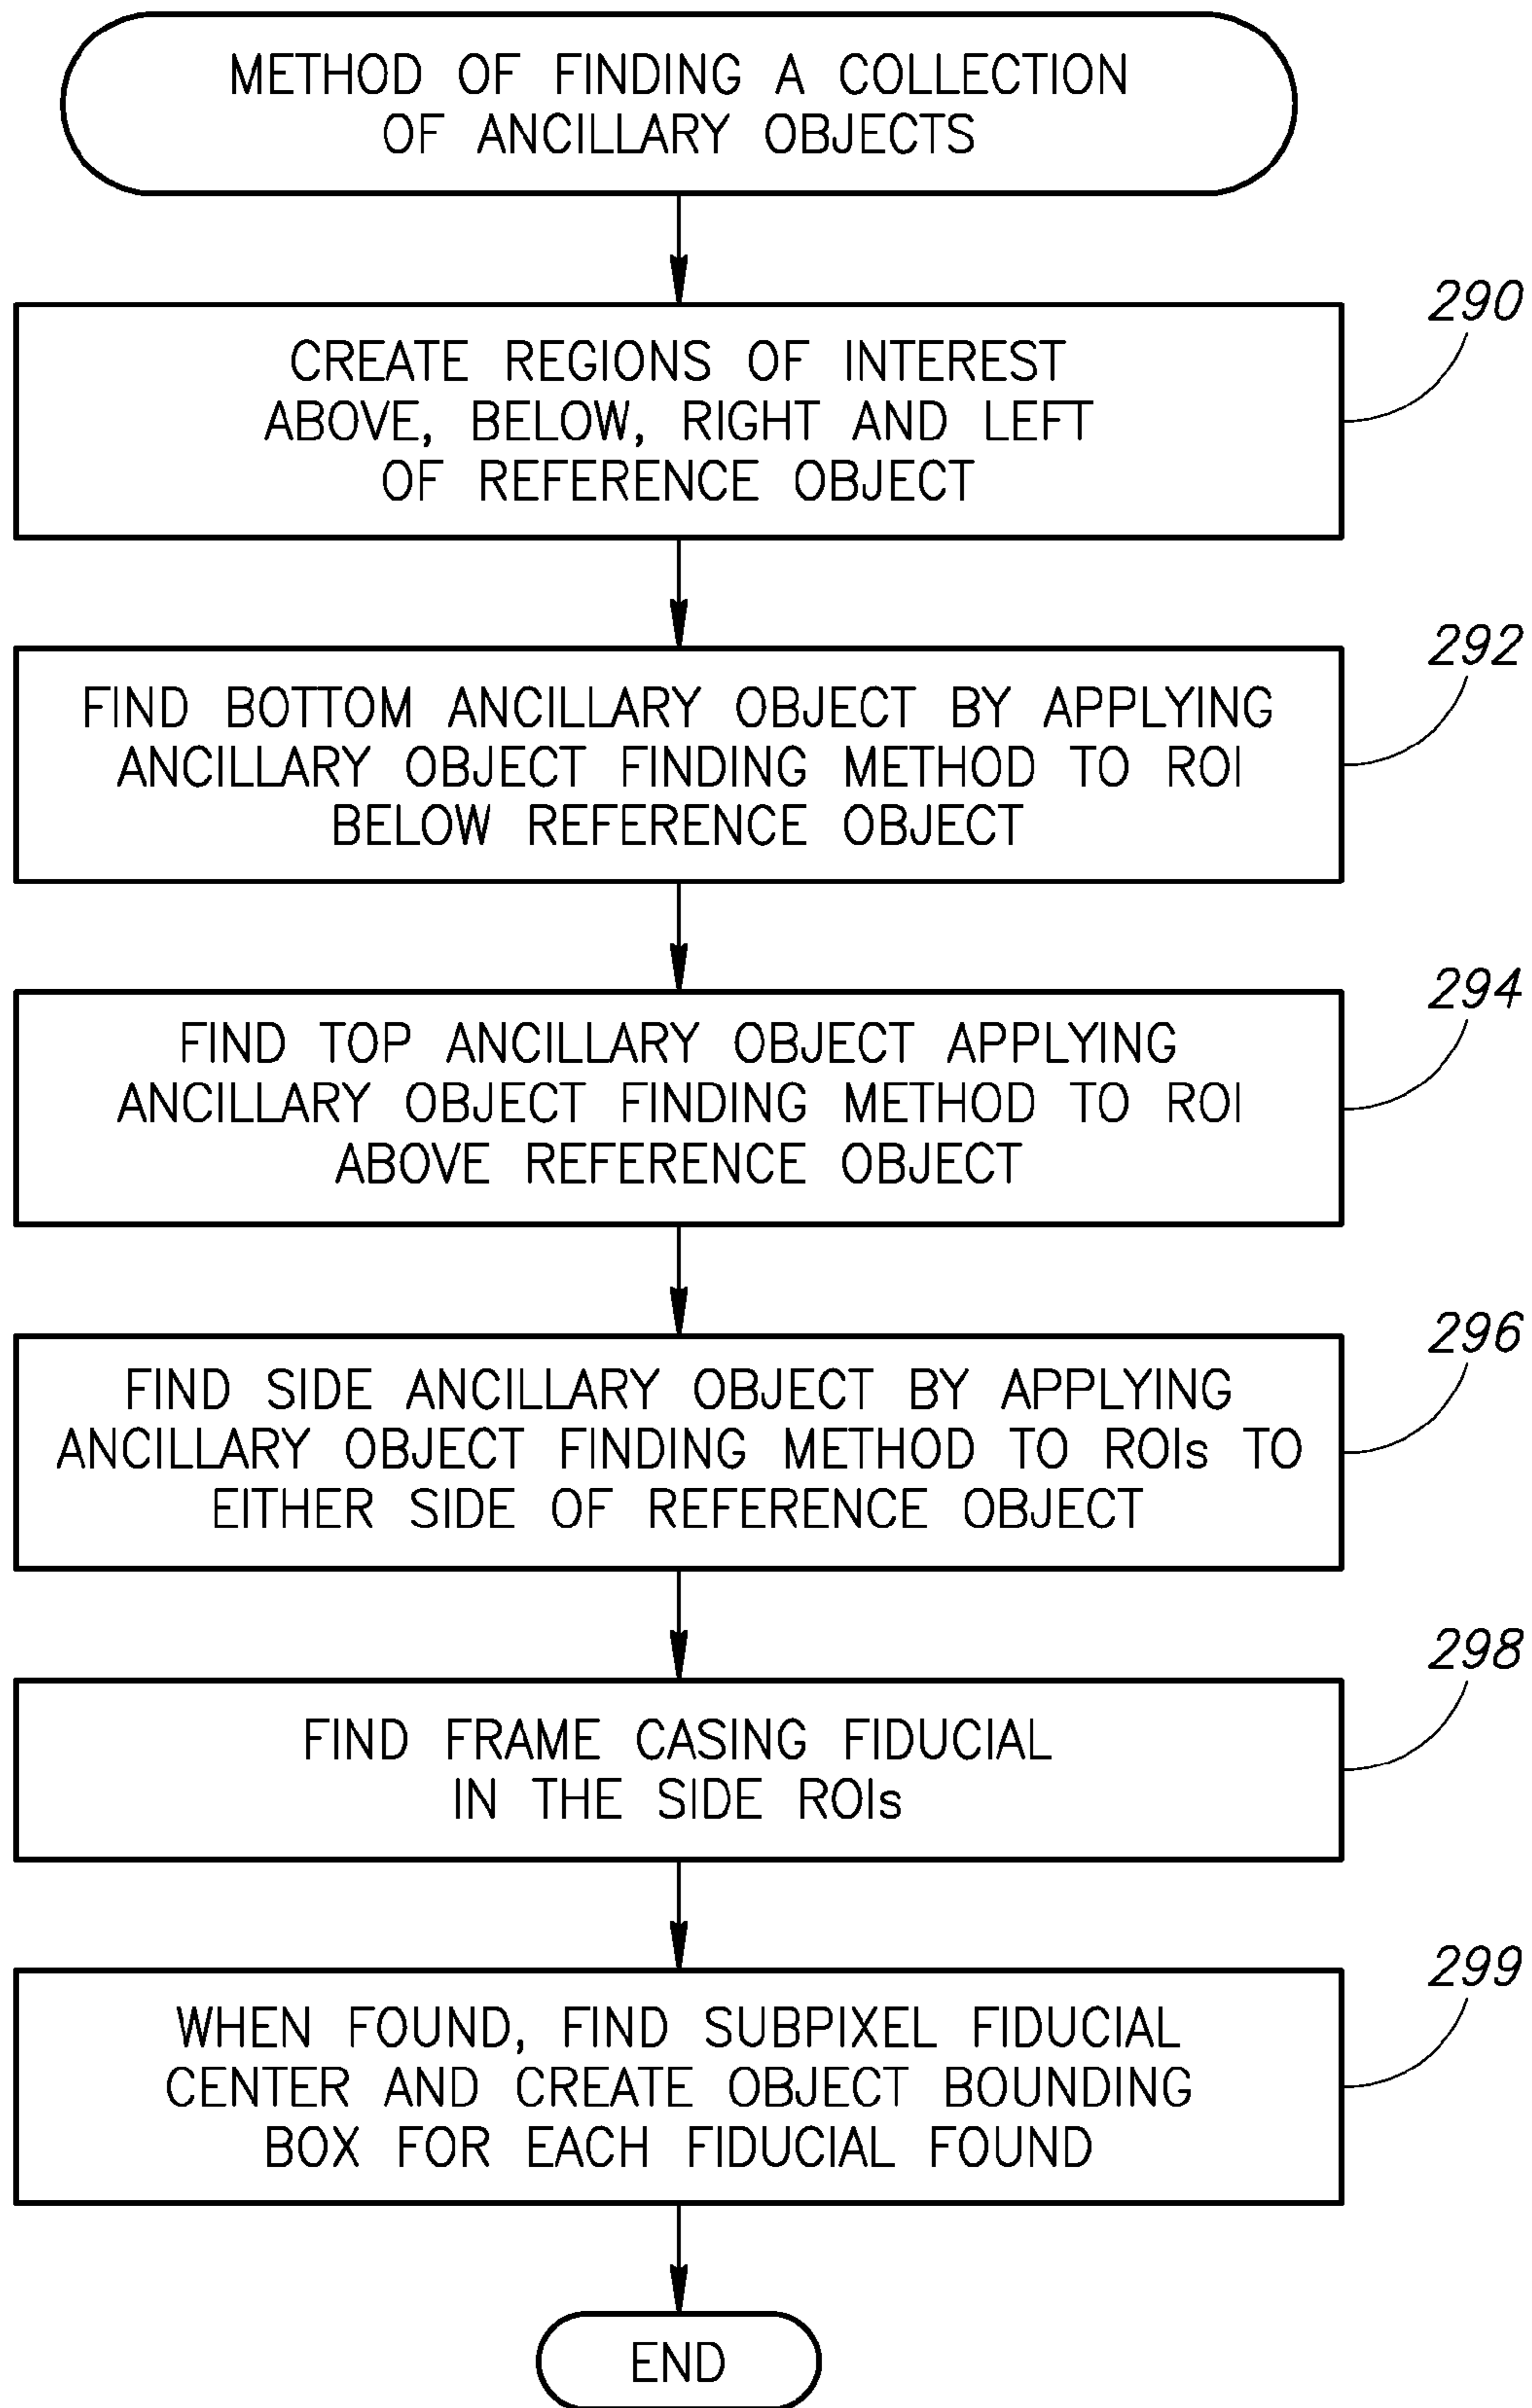 METHOD OF FINDING A COLLECTION
OF ANCILLARY OBJECTS
290
CREATE REGIONS OF INTEREST
ABOVE, BELOW, RIGHT AND LEFT
OF REFERENCE OBJECT
292
FIND BOTTOM ANCILLARY OBJECT BY APPLYING
ANCILLARY OBJECT FINDING METHOD TO ROI
BELOW REFERENCE OBJECT
294
FIND TOP ANCILLARY OBJECT APPLYING
ANCILLARY OBJECT FINDING METHOD TO ROI
ABOVE REFERENCE OBJECT
296
FIND SIDE ANCILLARY OBJECT BY APPLYING
ANCILLARY OBJECT FINDING METHOD TO ROIs TO
EITHER SIDE OF REFERENCE OBJECT
298
FIND FRAME CASING FIDUCIAL
IN THE SIDE ROIs
299
WHEN FOUND, FIND SUBPIXEL FIDUCIAL
CENTER AND CREATE OBJECT BOUNDING
BOX FOR EACH FIDUCIAL FOUND
END